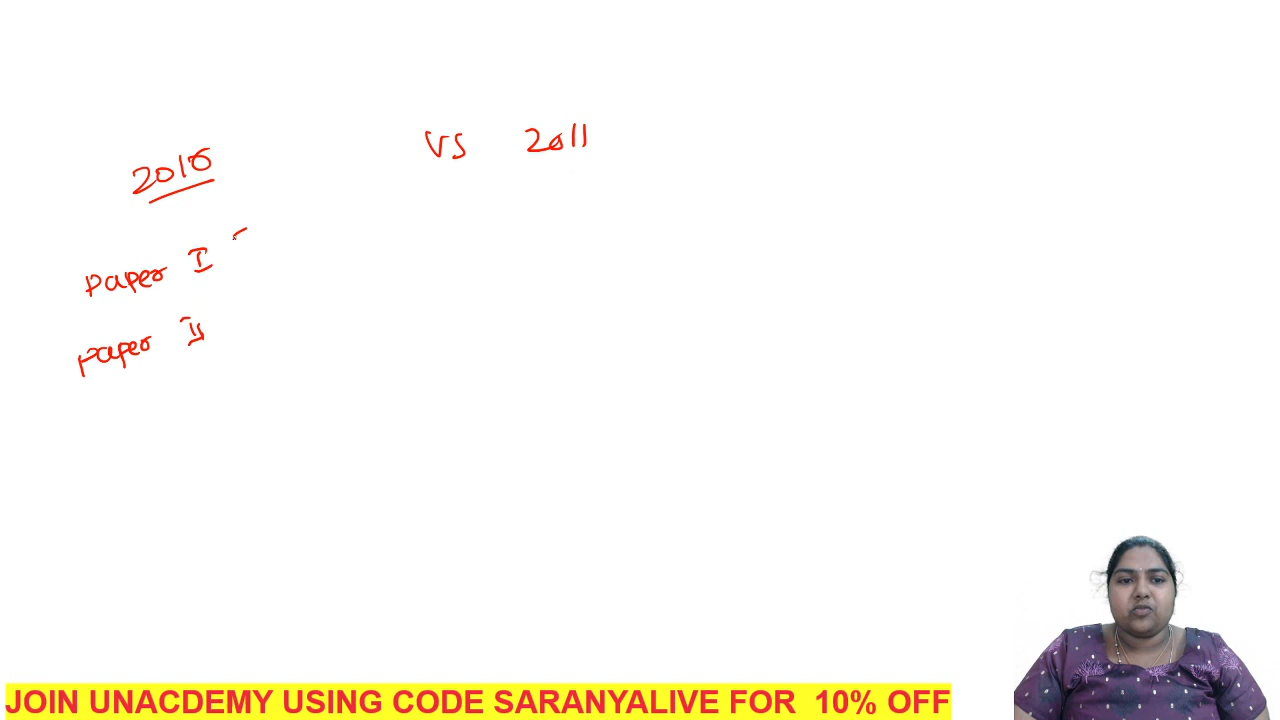 2010 VS 2011
Paper I
Paper II
JOIN UNACDEMY USING CODE SARANYALIVE FOR 10% OFF